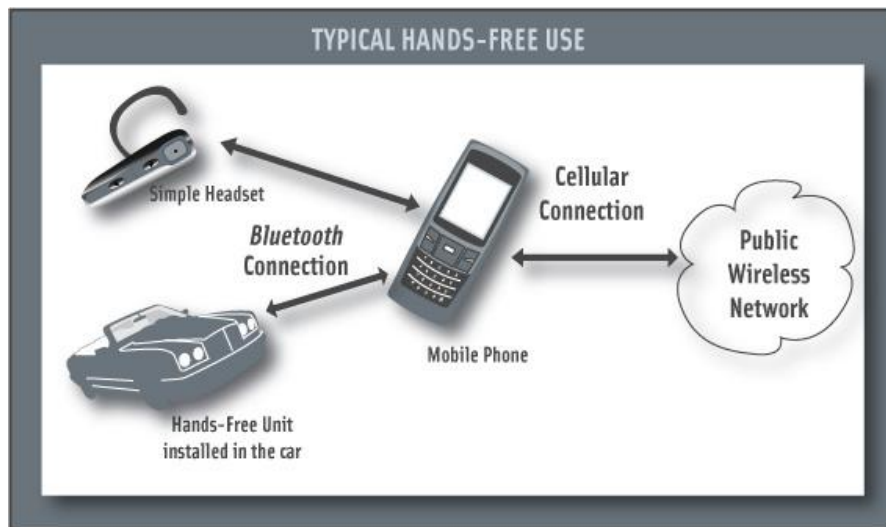 TYPICAL HANDS-FREE USE
Simple Headset
Bluetooth
Connection
Cellular
Connection
Public
Wireless
Network
Mobile Phone
Hands-Free Unit
installed in the car